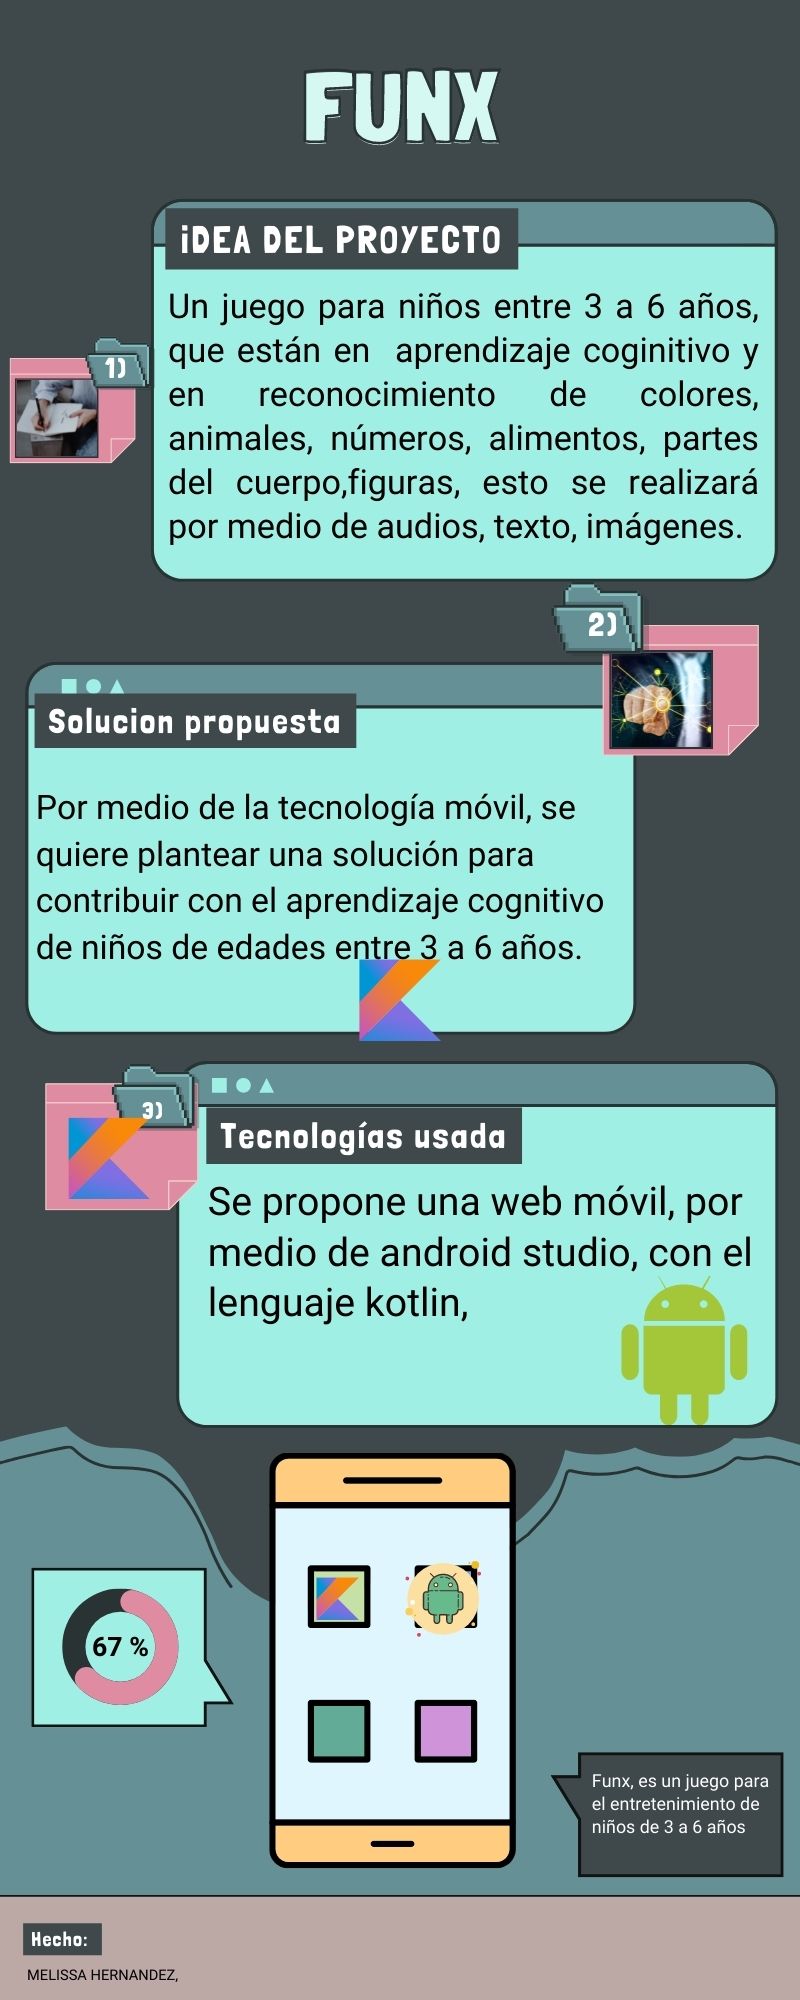 FUNX
iDEA DEL PROYECTO
Un juego para niños entre 3 a 6 años,
que están en aprendizaje coginitivo y
en reconocimiento de colores,
animales, números, alimentos, partes
del cuerpo,figuras, esto se realizará
por medio de audios, texto, imágenes.
1)
2)
Solucion propuesta
Por medio de la tecnología móvil, se
quiere plantear una solución para
contribuir con el aprendizaje cognitivo
de niños de edades entre 3 a 6 años.
3)
Tecnologías usada
Se propone una web móvil, por
medio de android studio, con el
lenguaje kotlin,
67 %
Funx, es un juego para
el entretenimiento de
niños de 3 a 6 años
Hecho:
MELISSA HERNANDEZ,